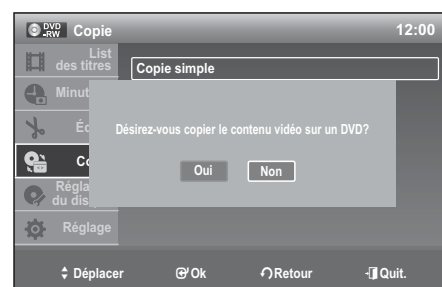 DVD -RW Copie 12:00
List
des titres
Copie simple
Minut
Éc
Désirez-vous copier le contenu vidéo sur un DVD?
Co
Oui Non
Régla
du dis
Réglage
Déplacer Ok Retour Quit.